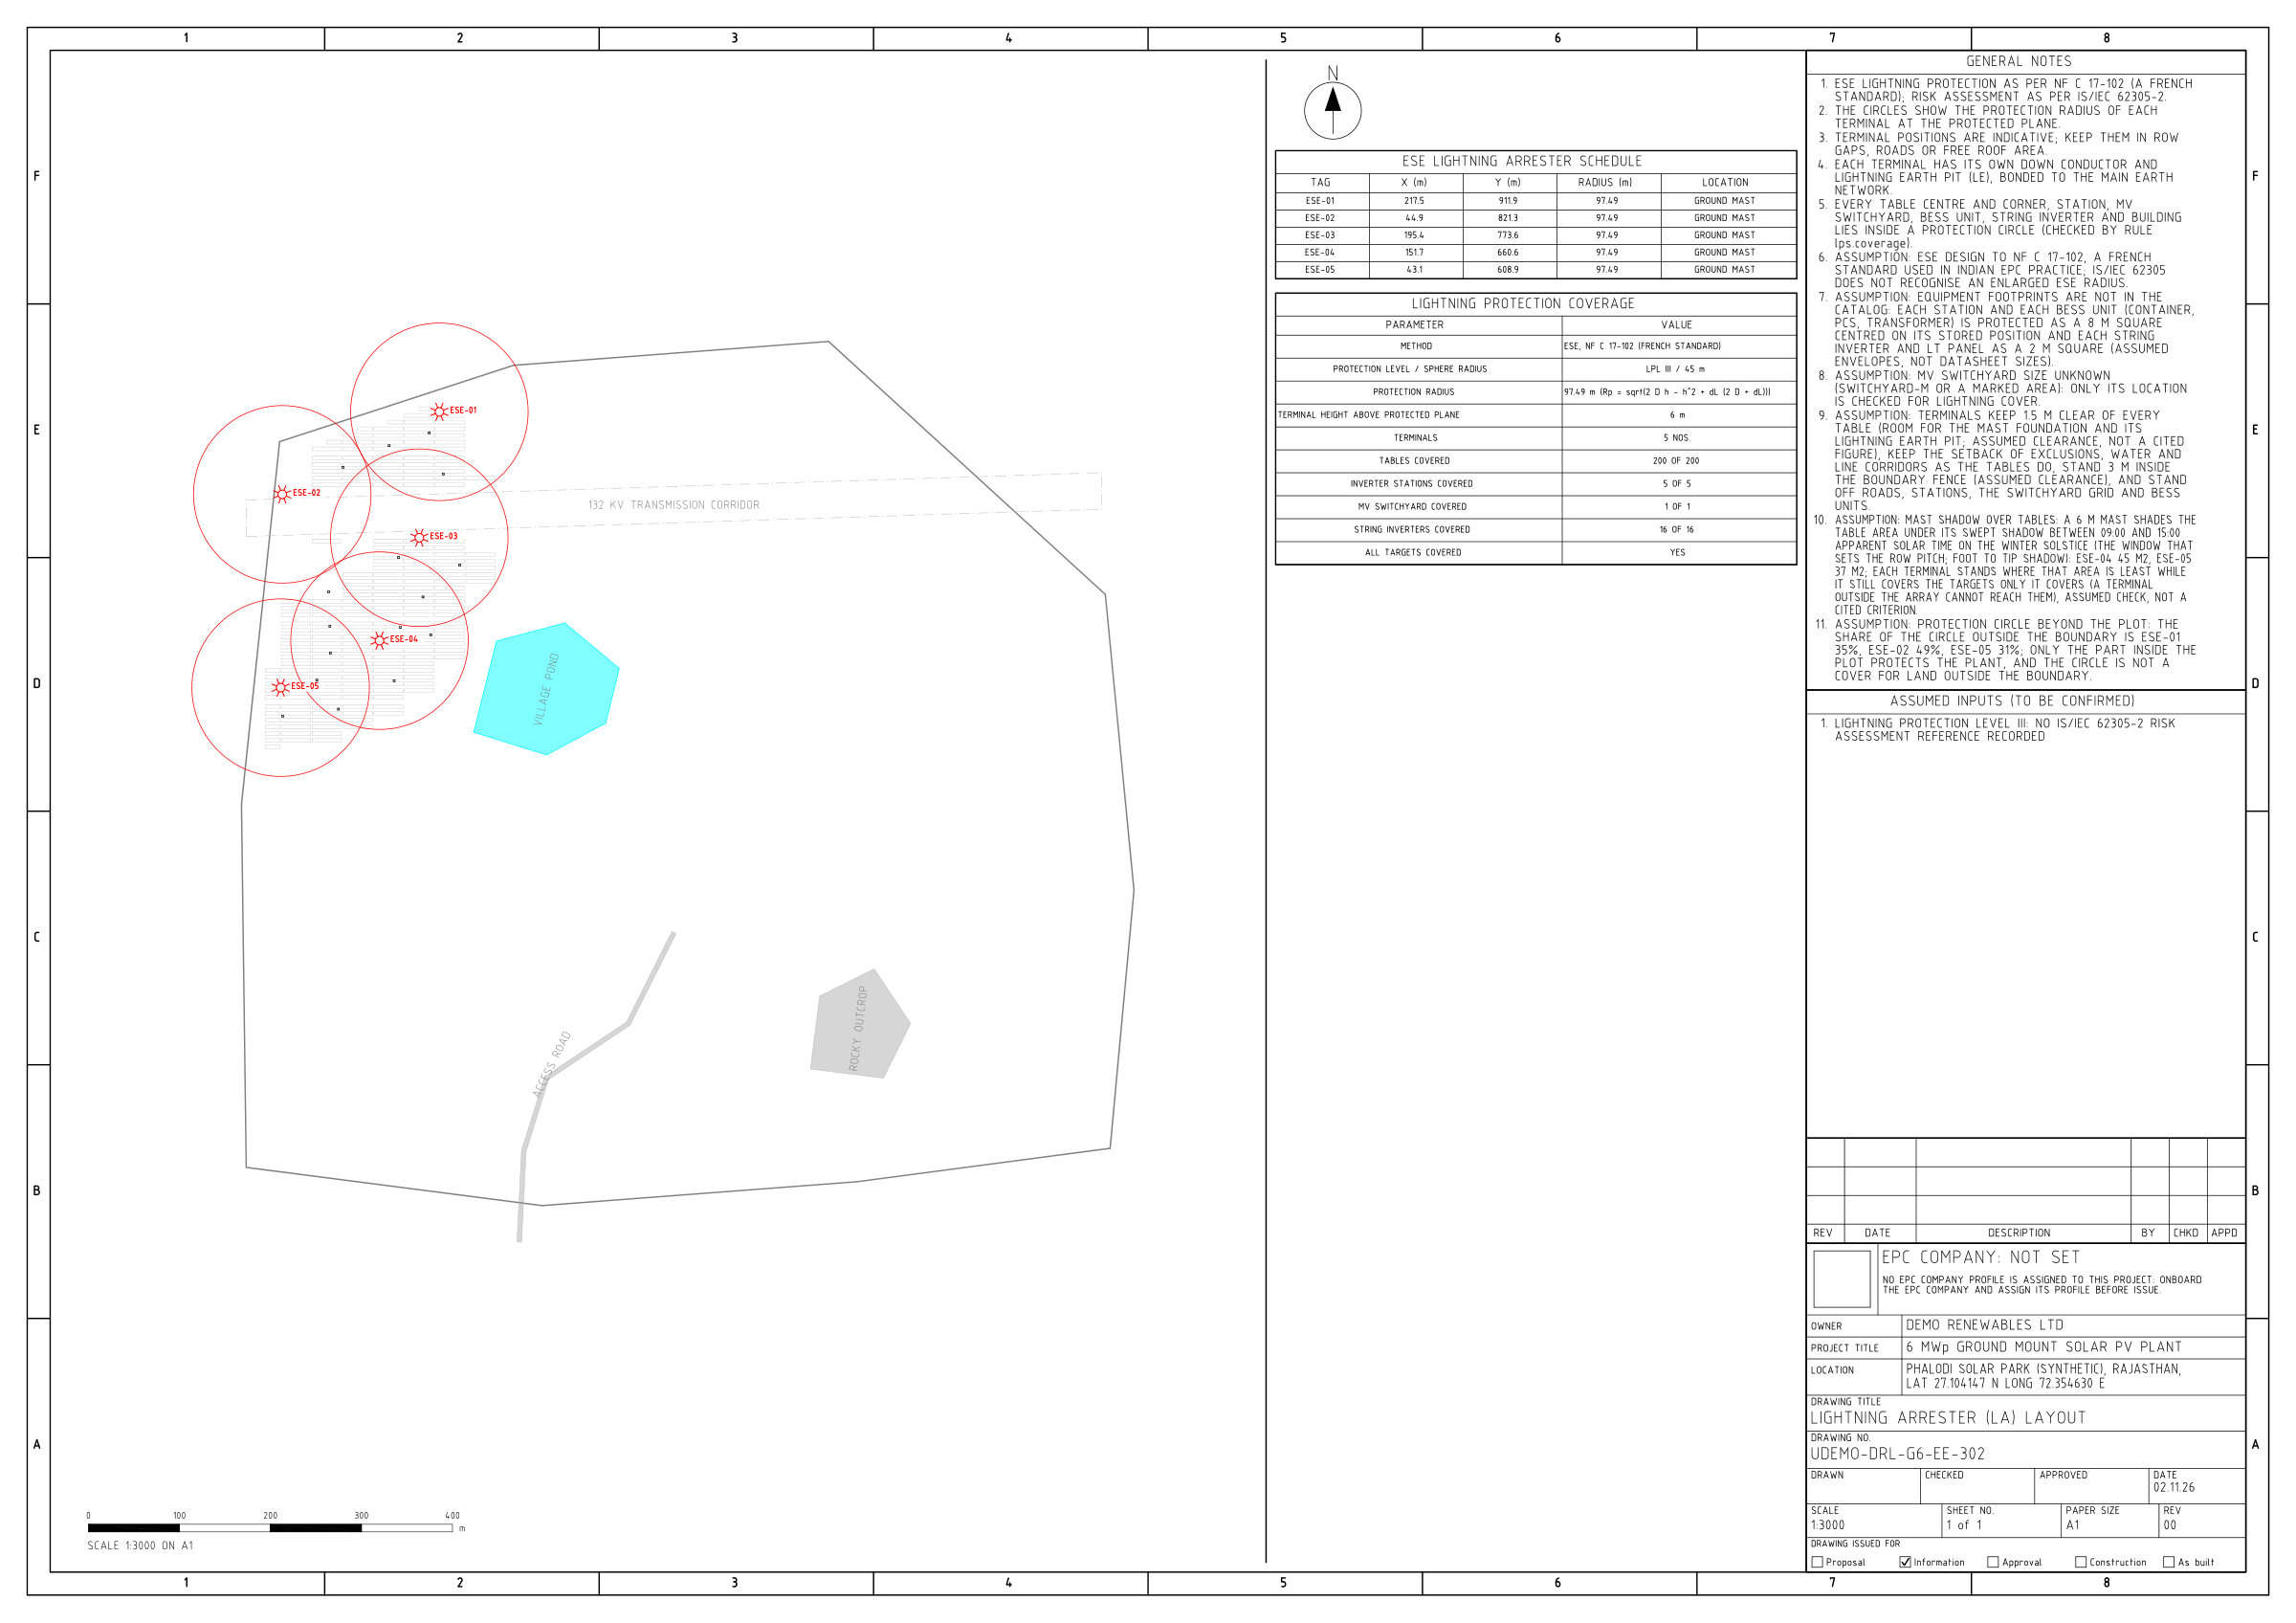 1 2 3 4 5 6 7 8
F
E
D
C
B
A
N
ESE LIGHTNING ARRESTER SCHEDULE
TAG X (m) Y (m) RADIUS (m) LOCATION
ESE-01 217.5 911.9 97.49 GROUND MAST
ESE-02 44.9 821.3 97.49 GROUND MAST
ESE-03 195.4 773.6 97.49 GROUND MAST
ESE-04 151.7 660.6 97.49 GROUND MAST
ESE-05 43.1 608.9 97.49 GROUND MAST
LIGHTNING PROTECTION COVERAGE
PARAMETER VALUE
METHOD ESE, NF C 17-102 (FRENCH STANDARD)
PROTECTION LEVEL / SPHERE RADIUS LPL III / 45 m
PROTECTION RADIUS 97.49 m (Rp = sqrt(2 D h - h^2 + dL (2 D + dL)))
TERMINAL HEIGHT ABOVE PROTECTED PLANE 6 m
TERMINALS 5 NOS.
TABLES COVERED 200 OF 200
INVERTER STATIONS COVERED 5 OF 5
MV SWITCHYARD COVERED 1 OF 1
STRING INVERTERS COVERED 16 OF 16
ALL TARGETS COVERED YES
ESE-01
ESE-02
132 KV TRANSMISSION CORRIDOR
ESE-03
ESE-04
ESE-05
VILLAGE POND
ROCKY OUTCROP
ACCESS ROAD
0 100 200 300 400 m
SCALE 1:3000 ON A1
GENERAL NOTES
1. ESE LIGHTNING PROTECTION AS PER NF C 17-102 (A FRENCH
STANDARD); RISK ASSESSMENT AS PER IS/IEC 62305-2.
2. THE CIRCLES SHOW THE PROTECTION RADIUS OF EACH
TERMINAL AT THE PROTECTED PLANE.
3. TERMINAL POSITIONS ARE INDICATIVE; KEEP THEM IN ROW
GAPS, ROADS OR FREE ROOF AREA.
4. EACH TERMINAL HAS ITS OWN DOWN CONDUCTOR AND
LIGHTNING EARTH PIT (LE), BONDED TO THE MAIN EARTH
NETWORK.
5. EVERY TABLE CENTRE AND CORNER, STATION, MV
SWITCHYARD, BESS UNIT, STRING INVERTER AND BUILDING
LIES INSIDE A PROTECTION CIRCLE (CHECKED BY RULE
lps.coverage).
6. ASSUMPTION: ESE DESIGN TO NF C 17-102, A FRENCH
STANDARD USED IN INDIAN EPC PRACTICE; IS/IEC 62305
DOES NOT RECOGNISE AN ENLARGED ESE RADIUS.
7. ASSUMPTION: EQUIPMENT FOOTPRINTS ARE NOT IN THE
CATALOG: EACH STATION AND EACH BESS UNIT (CONTAINER,
PCS, TRANSFORMER) IS PROTECTED AS A 8 M SQUARE
CENTRED ON ITS STORED POSITION AND EACH STRING
INVERTER AND LT PANEL AS A 2 M SQUARE (ASSUMED
ENVELOPES, NOT DATASHEET SIZES).
8. ASSUMPTION: MV SWITCHYARD SIZE UNKNOWN
(SWITCHYARD-M OR A MARKED AREA): ONLY ITS LOCATION
IS CHECKED FOR LIGHTNING COVER.
9. ASSUMPTION: TERMINALS KEEP 1.5 M CLEAR OF EVERY
TABLE (ROOM FOR THE MAST FOUNDATION AND ITS
LIGHTNING EARTH PIT; ASSUMED CLEARANCE, NOT A CITED
FIGURE), KEEP THE SETBACK OF EXCLUSIONS, WATER AND
LINE CORRIDORS AS THE TABLES DO, STAND 3 M INSIDE
THE BOUNDARY FENCE (ASSUMED CLEARANCE), AND STAND
OFF ROADS, STATIONS, THE SWITCHYARD GRID AND BESS
UNITS.
10. ASSUMPTION: MAST SHADOW OVER TABLES: A 6 M MAST SHADES THE
TABLE AREA UNDER ITS SWEPT SHADOW BETWEEN 09:00 AND 15:00
APPARENT SOLAR TIME ON THE WINTER SOLSTICE (THE WINDOW THAT
SETS THE ROW PITCH; FOOT TO TIP SHADOW): ESE-04 45 M2, ESE-05
37 M2; EACH TERMINAL STANDS WHERE THAT AREA IS LEAST WHILE
IT STILL COVERS THE TARGETS ONLY IT COVERS (A TERMINAL
OUTSIDE THE ARRAY CANNOT REACH THEM), ASSUMED CHECK, NOT A
CITED CRITERION.
11. ASSUMPTION: PROTECTION CIRCLE BEYOND THE PLOT: THE
SHARE OF THE CIRCLE OUTSIDE THE BOUNDARY IS ESE-01
35%, ESE-02 49%, ESE-05 31%; ONLY THE PART INSIDE THE
PLOT PROTECTS THE PLANT, AND THE CIRCLE IS NOT A
COVER FOR LAND OUTSIDE THE BOUNDARY.
ASSUMED INPUTS (TO BE CONFIRMED)
1. LIGHTNING PROTECTION LEVEL III: NO IS/IEC 62305-2 RISK
ASSESSMENT REFERENCE RECORDED
REV DATE DESCRIPTION BY CHKD APPD
EPC COMPANY: NOT SET
NO EPC COMPANY PROFILE IS ASSIGNED TO THIS PROJECT: ONBOARD
THE EPC COMPANY AND ASSIGN ITS PROFILE BEFORE ISSUE.
OWNER DEMO RENEWABLES LTD
PROJECT TITLE 6 MWp GROUND MOUNT SOLAR PV PLANT
LOCATION PHALODI SOLAR PARK (SYNTHETIC), RAJASTHAN,
LAT 27.104147 N LONG 72.354630 E
DRAWING TITLE
LIGHTNING ARRESTER (LA) LAYOUT
DRAWING NO.
UDEMO-DRL-G6-EE-302
DRAWN CHECKED APPROVED DATE
02.11.26
SCALE SHEET NO. PAPER SIZE REV
1:3000 1 of 1 A1 00
DRAWING ISSUED FOR
Proposal Information Approval Construction As built
F
E
D
C
B
A
1 2 3 4 5 6 7 8